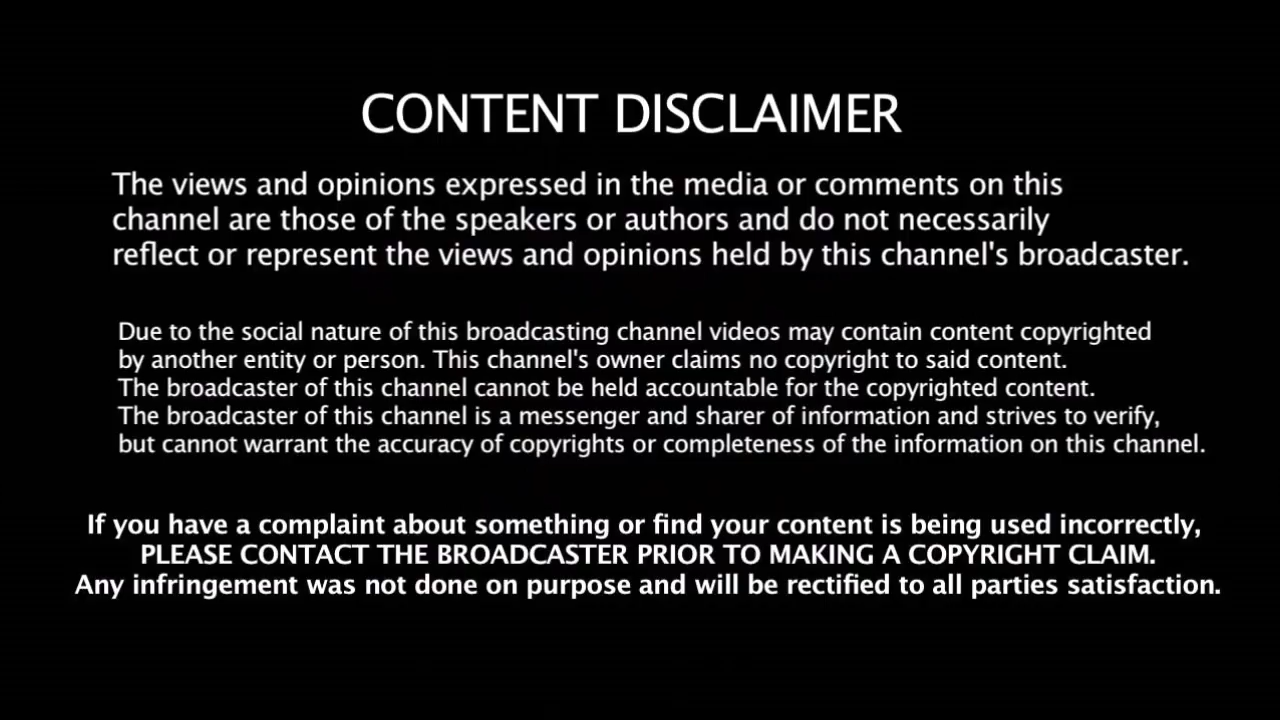 CONTENT DISCLAIMER
The views and opinions expressed in the media or comments on this
channel are those of the speakers or authors and do not necessarily
reflect or represent the views and opinions held by this channel's broadcaster.
Due to the social nature of this broadcasting channel videos may contain content copyrighted
by another entity or person. This channel's owner claims no copyright to said content.
The broadcaster of this channel cannot be held accountable for the copyrighted content.
The broadcaster of this channel is a messenger and sharer of information and strives to verify,
but cannot warrant the accuracy of copyrights or completeness of the information on this channel.
If you have a complaint about something or find your content is being used incorrectly,
PLEASE CONTACT THE BROADCASTER PRIOR TO MAKING A COPYRIGHT CLAIM.
Any infringement was not done on purpose and will be rectified to all parties satisfaction.